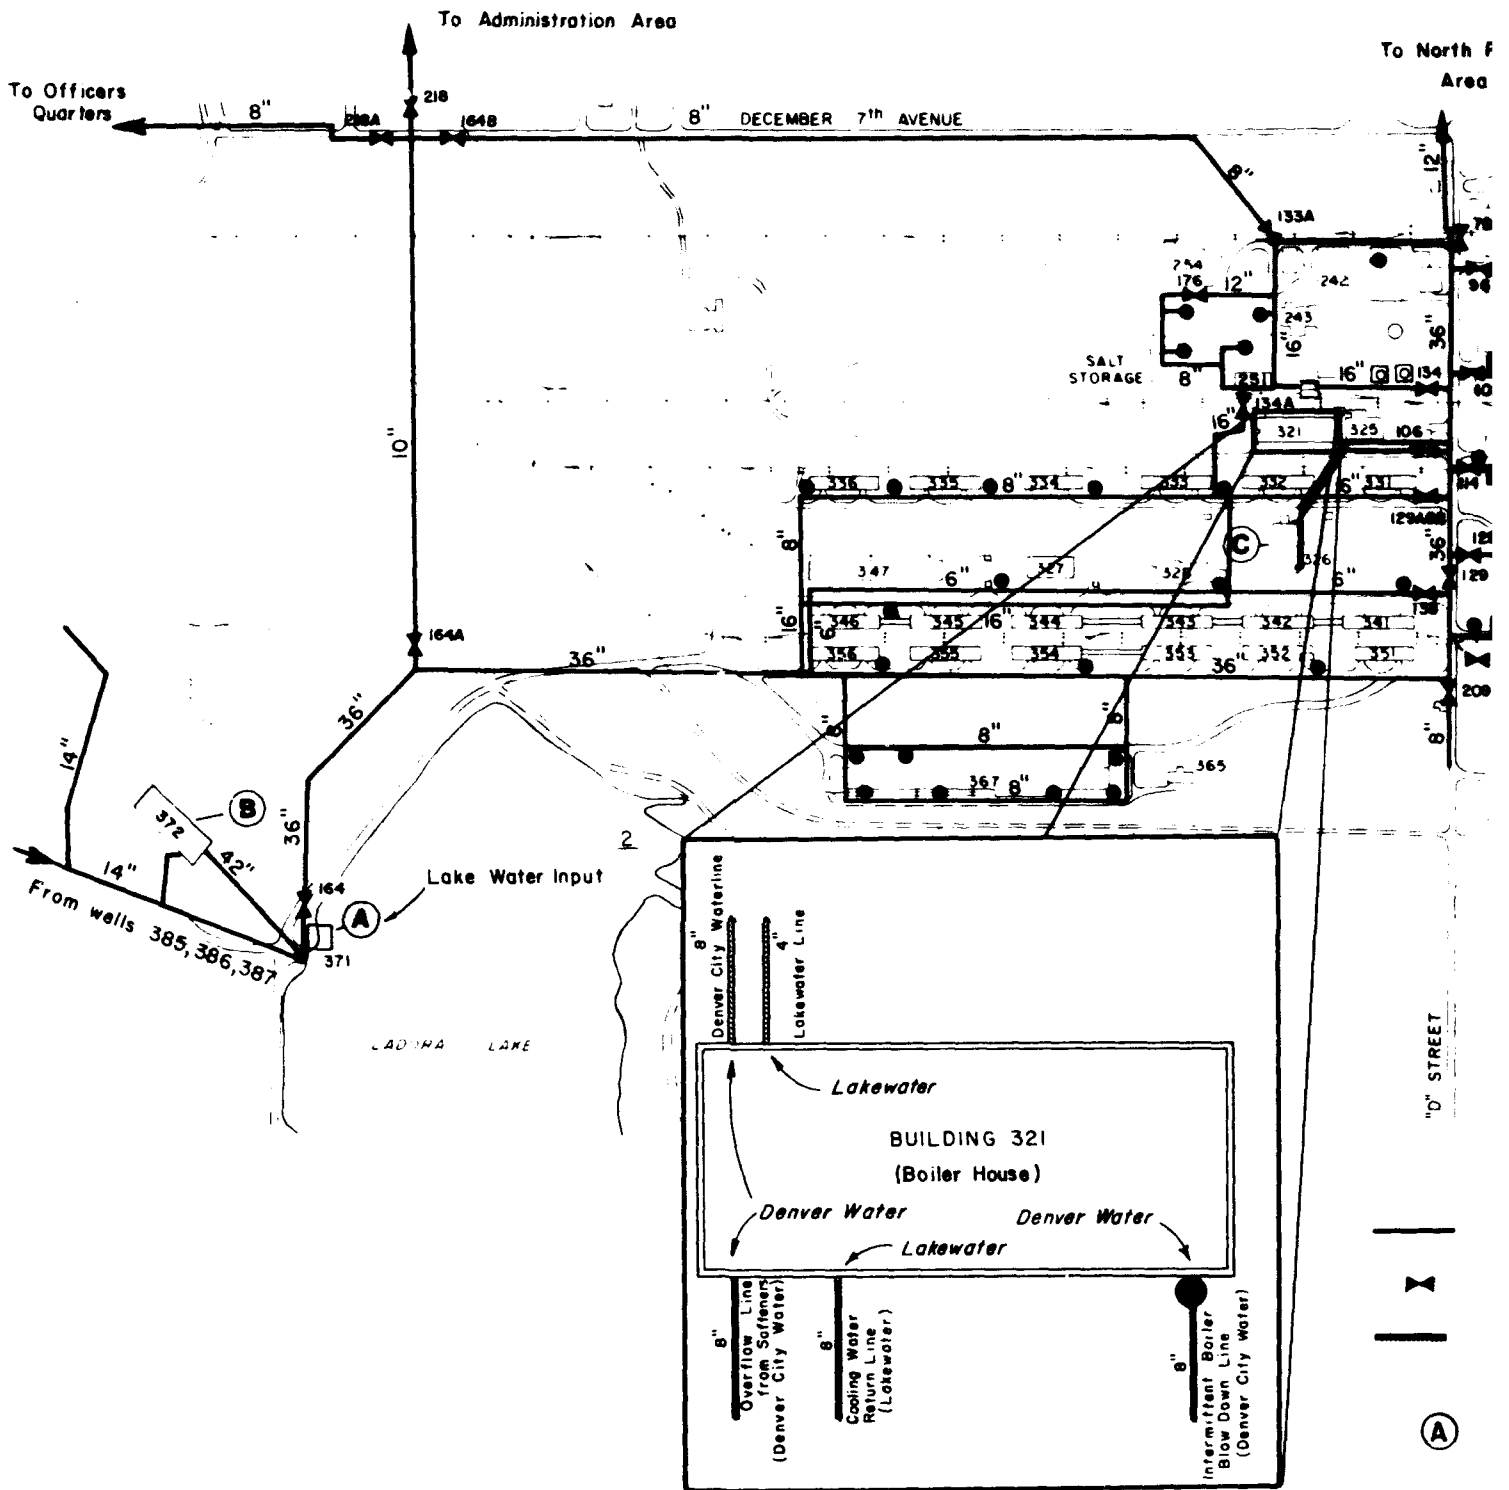 To Administration Area
To North
Area
To Officers
Quarters
8"
218
164B
8"
DECEMBER 7th AVENUE
12"
8"
133A
254
176
12"
242
243
16"
36"
SALT
STORAGE
8"
251
16"
134
134A
16"
321
325
106
10"
336
335
8"
334
333
332
6"
331
114
8"
C
36"
326
347
6"
327
328
6"
129
16"
6"
346
345
16"
344
343
342
341
164A
356
355
354
353
36"
352
351
36"
36"
209
14"
8"
8"
8"
8"
365
367
8"
B
372
36"
2
42"
14"
164
Lake Water Input
A
From wells 385,386,387
371
LADORA LAKE
8"
Denver City Waterline
4"
Lakewater Line
Lakewater
"D" STREET
BUILDING 321
(Boiler House)
Denver Water
Denver Water
Lakewater
8"
Overflow Line
from Softeners
(Denver City Water)
8"
Cooling Water
Return Line
(Lakewater)
8"
Intermittent Boiler
Blow Down Line
(Denver City Water)
A